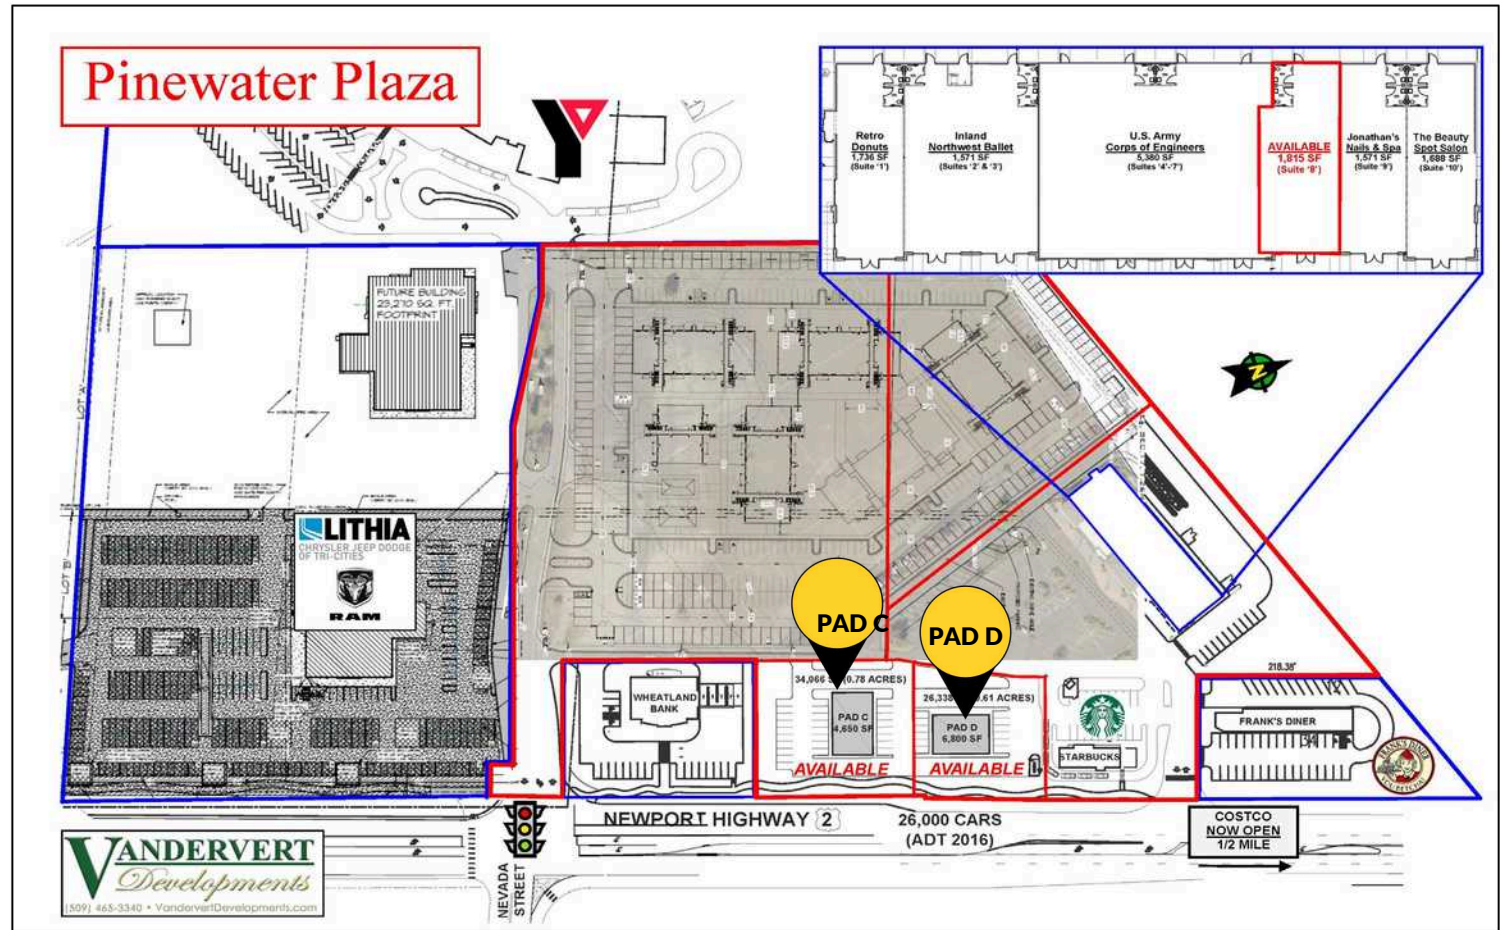 Pinewater Plaza
Retro
Donuts
1,736 SF
(Suite '1')
Inland
Northwest Ballet
1,571 SF
(Suites '2' & '3')
U.S. Army
Corps of Engineers
5,380 SF
(Suites '4'-'7')
AVAILABLE
1,815 SF
(Suite '8')
Jonathan's
Nails & Spa
1,571 SF
(Suite '9')
The Beauty
Spot Salon
1,688 SF
(Suite '10')
FUTURE BUILDING
23,270 SQ. FT.
FOOTPRINT
LOT 'A'
LOT 'B'
Z
LITHIA
CHRYSLER JEEP DODGE
OF TRI-CITIES
RAM
PAD C
PAD D
218.38'
34,066 (0.78 ACRES)
26,338 .61 ACRES)
WHEATLAND
BANK
PAD C
4,650 SF
PAD D
6,800 SF
AVAILABLE
AVAILABLE
STARBUCKS
FRANK'S DINER
FRANK'S DINER
NEWPORT HIGHWAY 2
26,000 CARS
(ADT 2016)
COSTCO
NOW OPEN
1/2 MILE
NEVADA
STREET
VANDERVERT
Developments
(509) 465-3340 • VandervertDevelopments.com